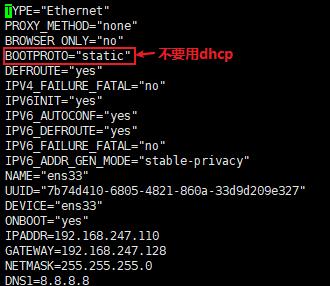 TYPE="Ethernet"
PROXY_METHOD="none"
BROWSER_ONLY="no"
BOOTPROTO="static" 不要用dhcp
DEFROUTE="yes"
IPV4_FAILURE_FATAL="no"
IPV6INIT="yes"
IPV6_AUTOCONF="yes"
IPV6_DEFROUTE="yes"
IPV6_FAILURE_FATAL="no"
IPV6_ADDR_GEN_MODE="stable-privacy"
NAME="ens33"
UUID="7b74d410-6805-4821-860a-33d9d209e327"
DEVICE="ens33"
ONBOOT="yes"
IPADDR=192.168.247.110
GATEWAY=192.168.247.128
NETMASK=255.255.255.0
DNS1=8.8.8.8